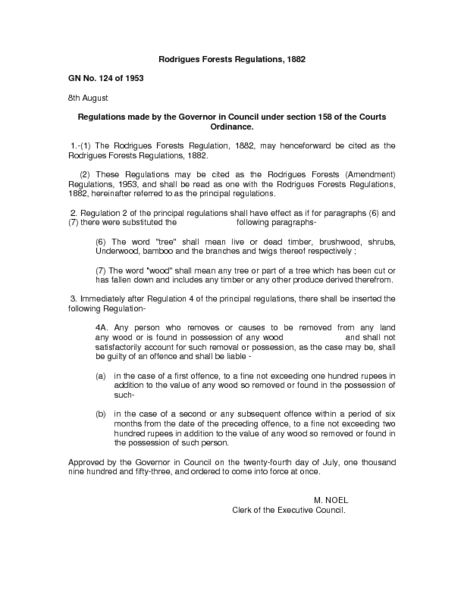 Rodrigues Forests Regulations, 1882
GN No. 124 of 1953
8th August
Regulations made by the Governor in Council under section 158 of the Courts
Ordinance.
1.-(1) The Rodrigues Forests Regulation, 1882, may henceforward be cited as the
Rodrigues Forests Regulations, 1882.
(2) These Regulations may be cited as the Rodrigues Forests (Amendment)
Regulations, 1953, and shall be read as one with the Rodrigues Forests Regulations,
1882, hereinafter referred to as the principal regulations.
2. Regulation 2 of the principal regulations shall have effect as if for paragraphs (6) and
(7) there were substituted the following paragraphs-
(6) The word "tree" shall mean live or dead timber, brushwood, shrubs,
Underwood, bamboo and the branches and twigs thereof respectively ;
(7) The word "wood" shall mean any tree or part of a tree which has been cut or
has fallen down and includes any timber or any other produce derived therefrom.
3. Immediately after Regulation 4 of the principal regulations, there shall be inserted the
following Regulation-
4A. Any person who removes or causes to be removed from any land
any wood or is found in possession of any wood and shall not
satisfactorily account for such removal or possession, as the case may be, shall
be guilty of an offence and shall be liable -
(a) in the case of a first offence, to a fine not exceeding one hundred rupees in
addition to the value of any wood so removed or found in the possession of
such-
(b) in the case of a second or any subsequent offence within a period of six
months from the date of the preceding offence, to a fine not exceeding two
hundred rupees in addition to the value of any wood so removed or found in
the possession of such person.
Approved by the Governor in Council on the twenty-fourth day of July, one thousand
nine hundred and fifty-three, and ordered to come into force at once.
M. NOEL
Clerk of the Executive Council.